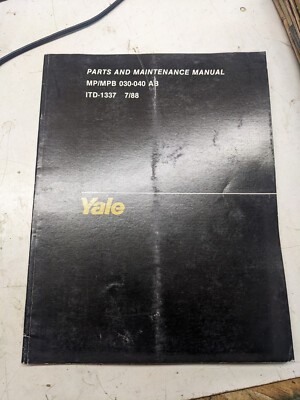 PARTS AND MAINTENANCE MANUAL
MP/MPB 030-040 AB
ITD-1337 7/88
Yale